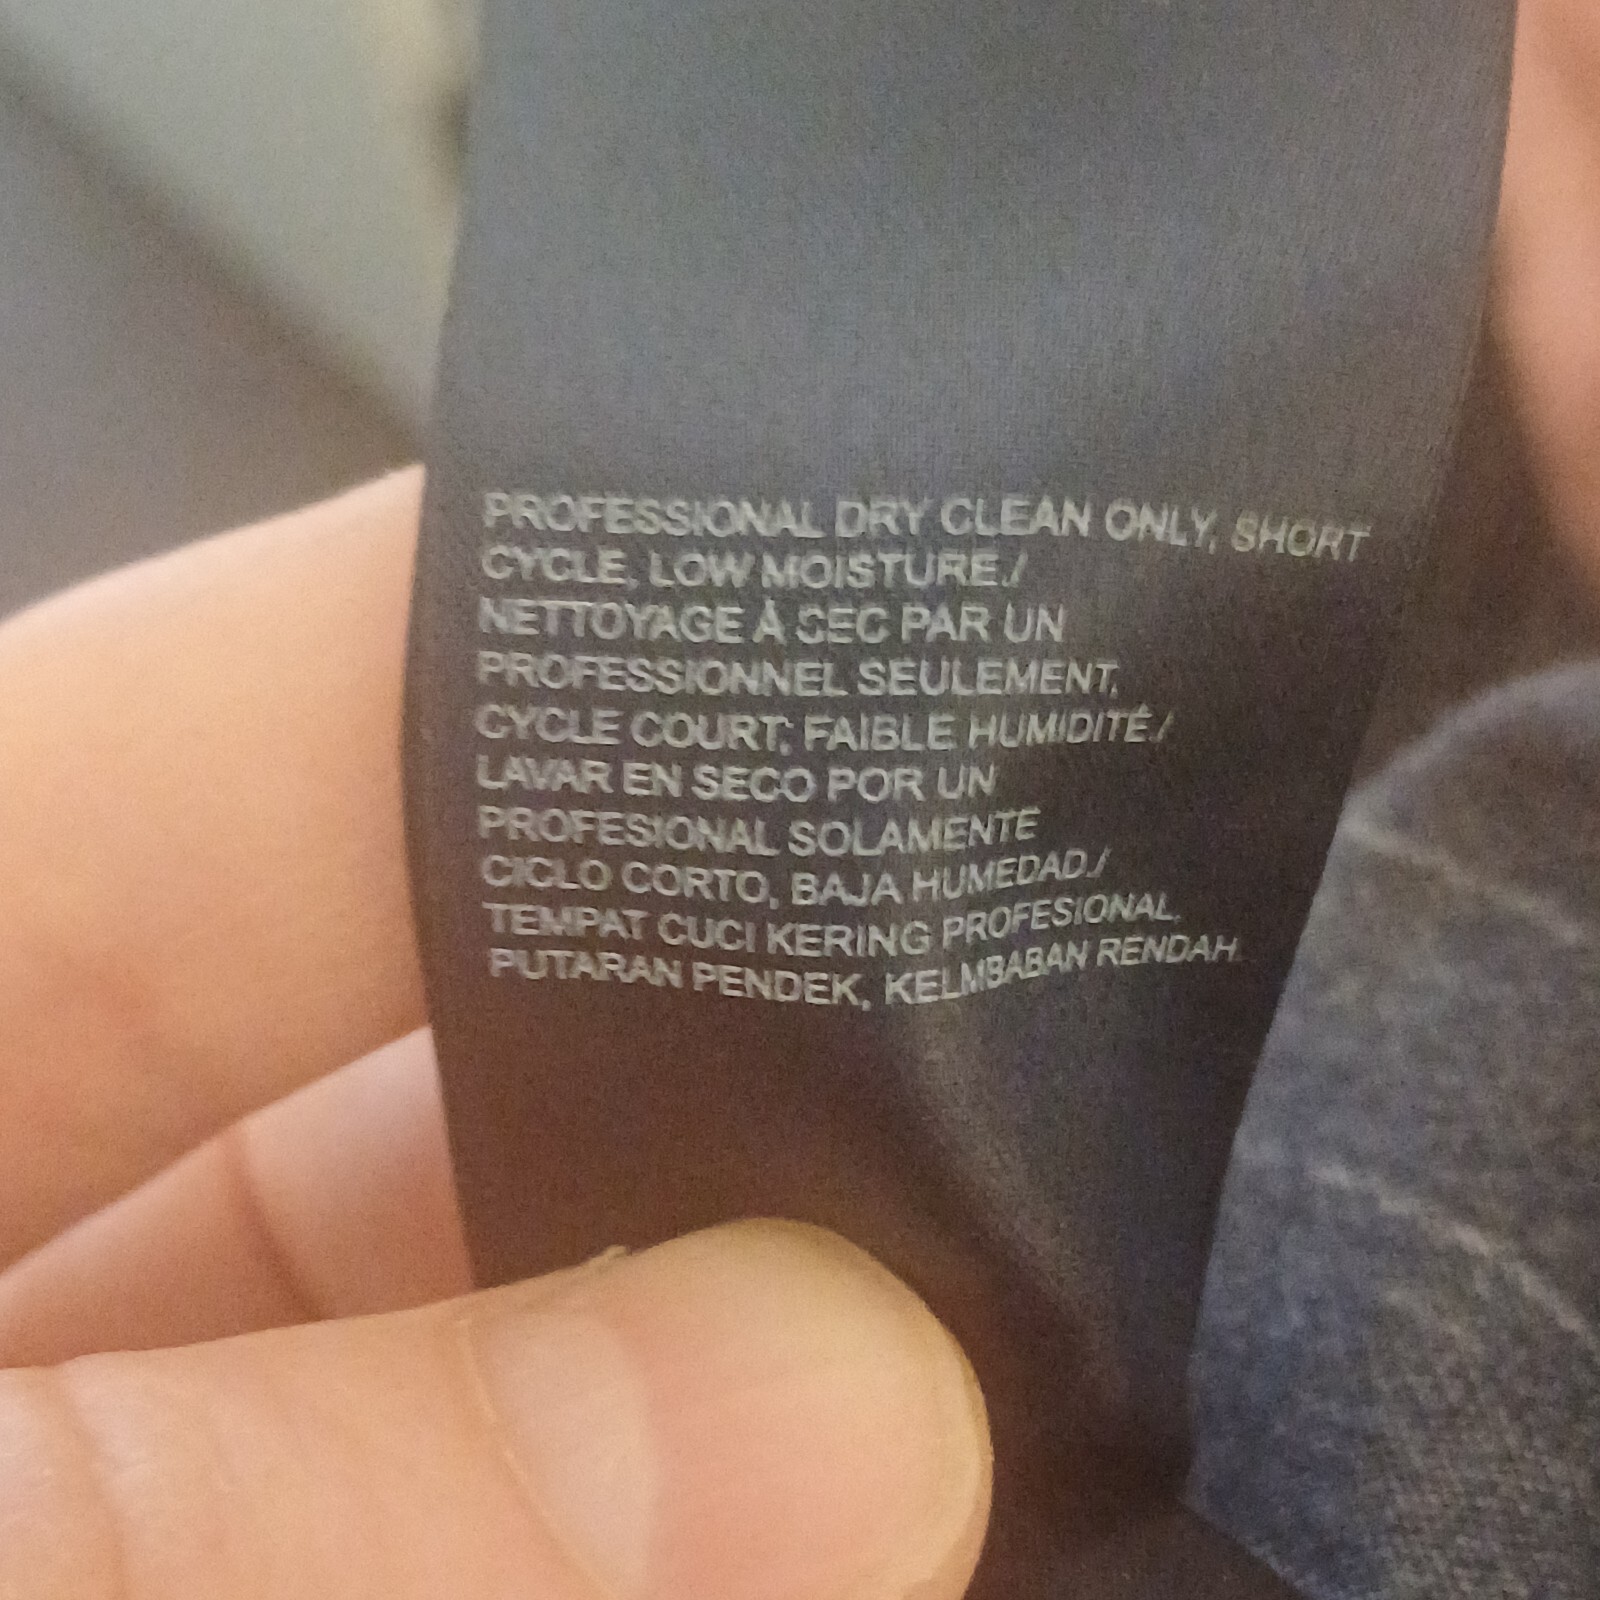 PROFESSIONAL DRY CLEAN ONLY, SHORT
CYCLE, LOW MOISTURE./
NETTOYAGE À SEC PAR UN
PROFESSIONNEL SEULEMENT,
CYCLE COURT; FAIBLE HUMIDITÉ./
LAVAR EN SECO POR UN
PROFESIONAL SOLAMENTE
CICLO CORTO, BAJA HUMEDAD./
TEMPAT CUCI KERING PROFESIONAL.
PUTARAN PENDEK, KELMBABAN RENDAH.